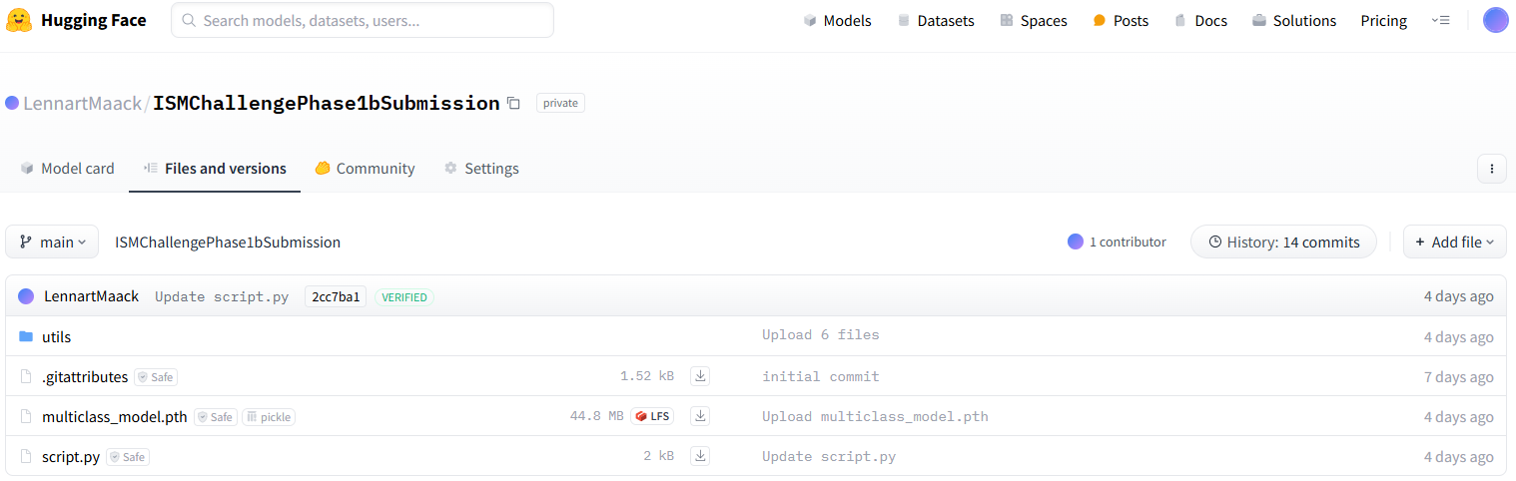 Hugging Face Search models, datasets, users... Models Datasets Spaces Posts Docs Solutions Pricing
LennartMaack/ISMChallengePhase1bSubmission private
Model card Files and versions Community Settings
main ISMChallengePhase1bSubmission 1 contributor History: 14 commits + Add file
LennartMaack Update script.py 2cc7ba1 VERIFIED 4 days ago
utils Upload 6 files 4 days ago
.gitattributes Safe 1.52 kB initial commit 7 days ago
multiclass_model.pth Safe pickle 44.8 MB LFS Upload multiclass_model.pth 4 days ago
script.py Safe 2 kB Update script.py 4 days ago